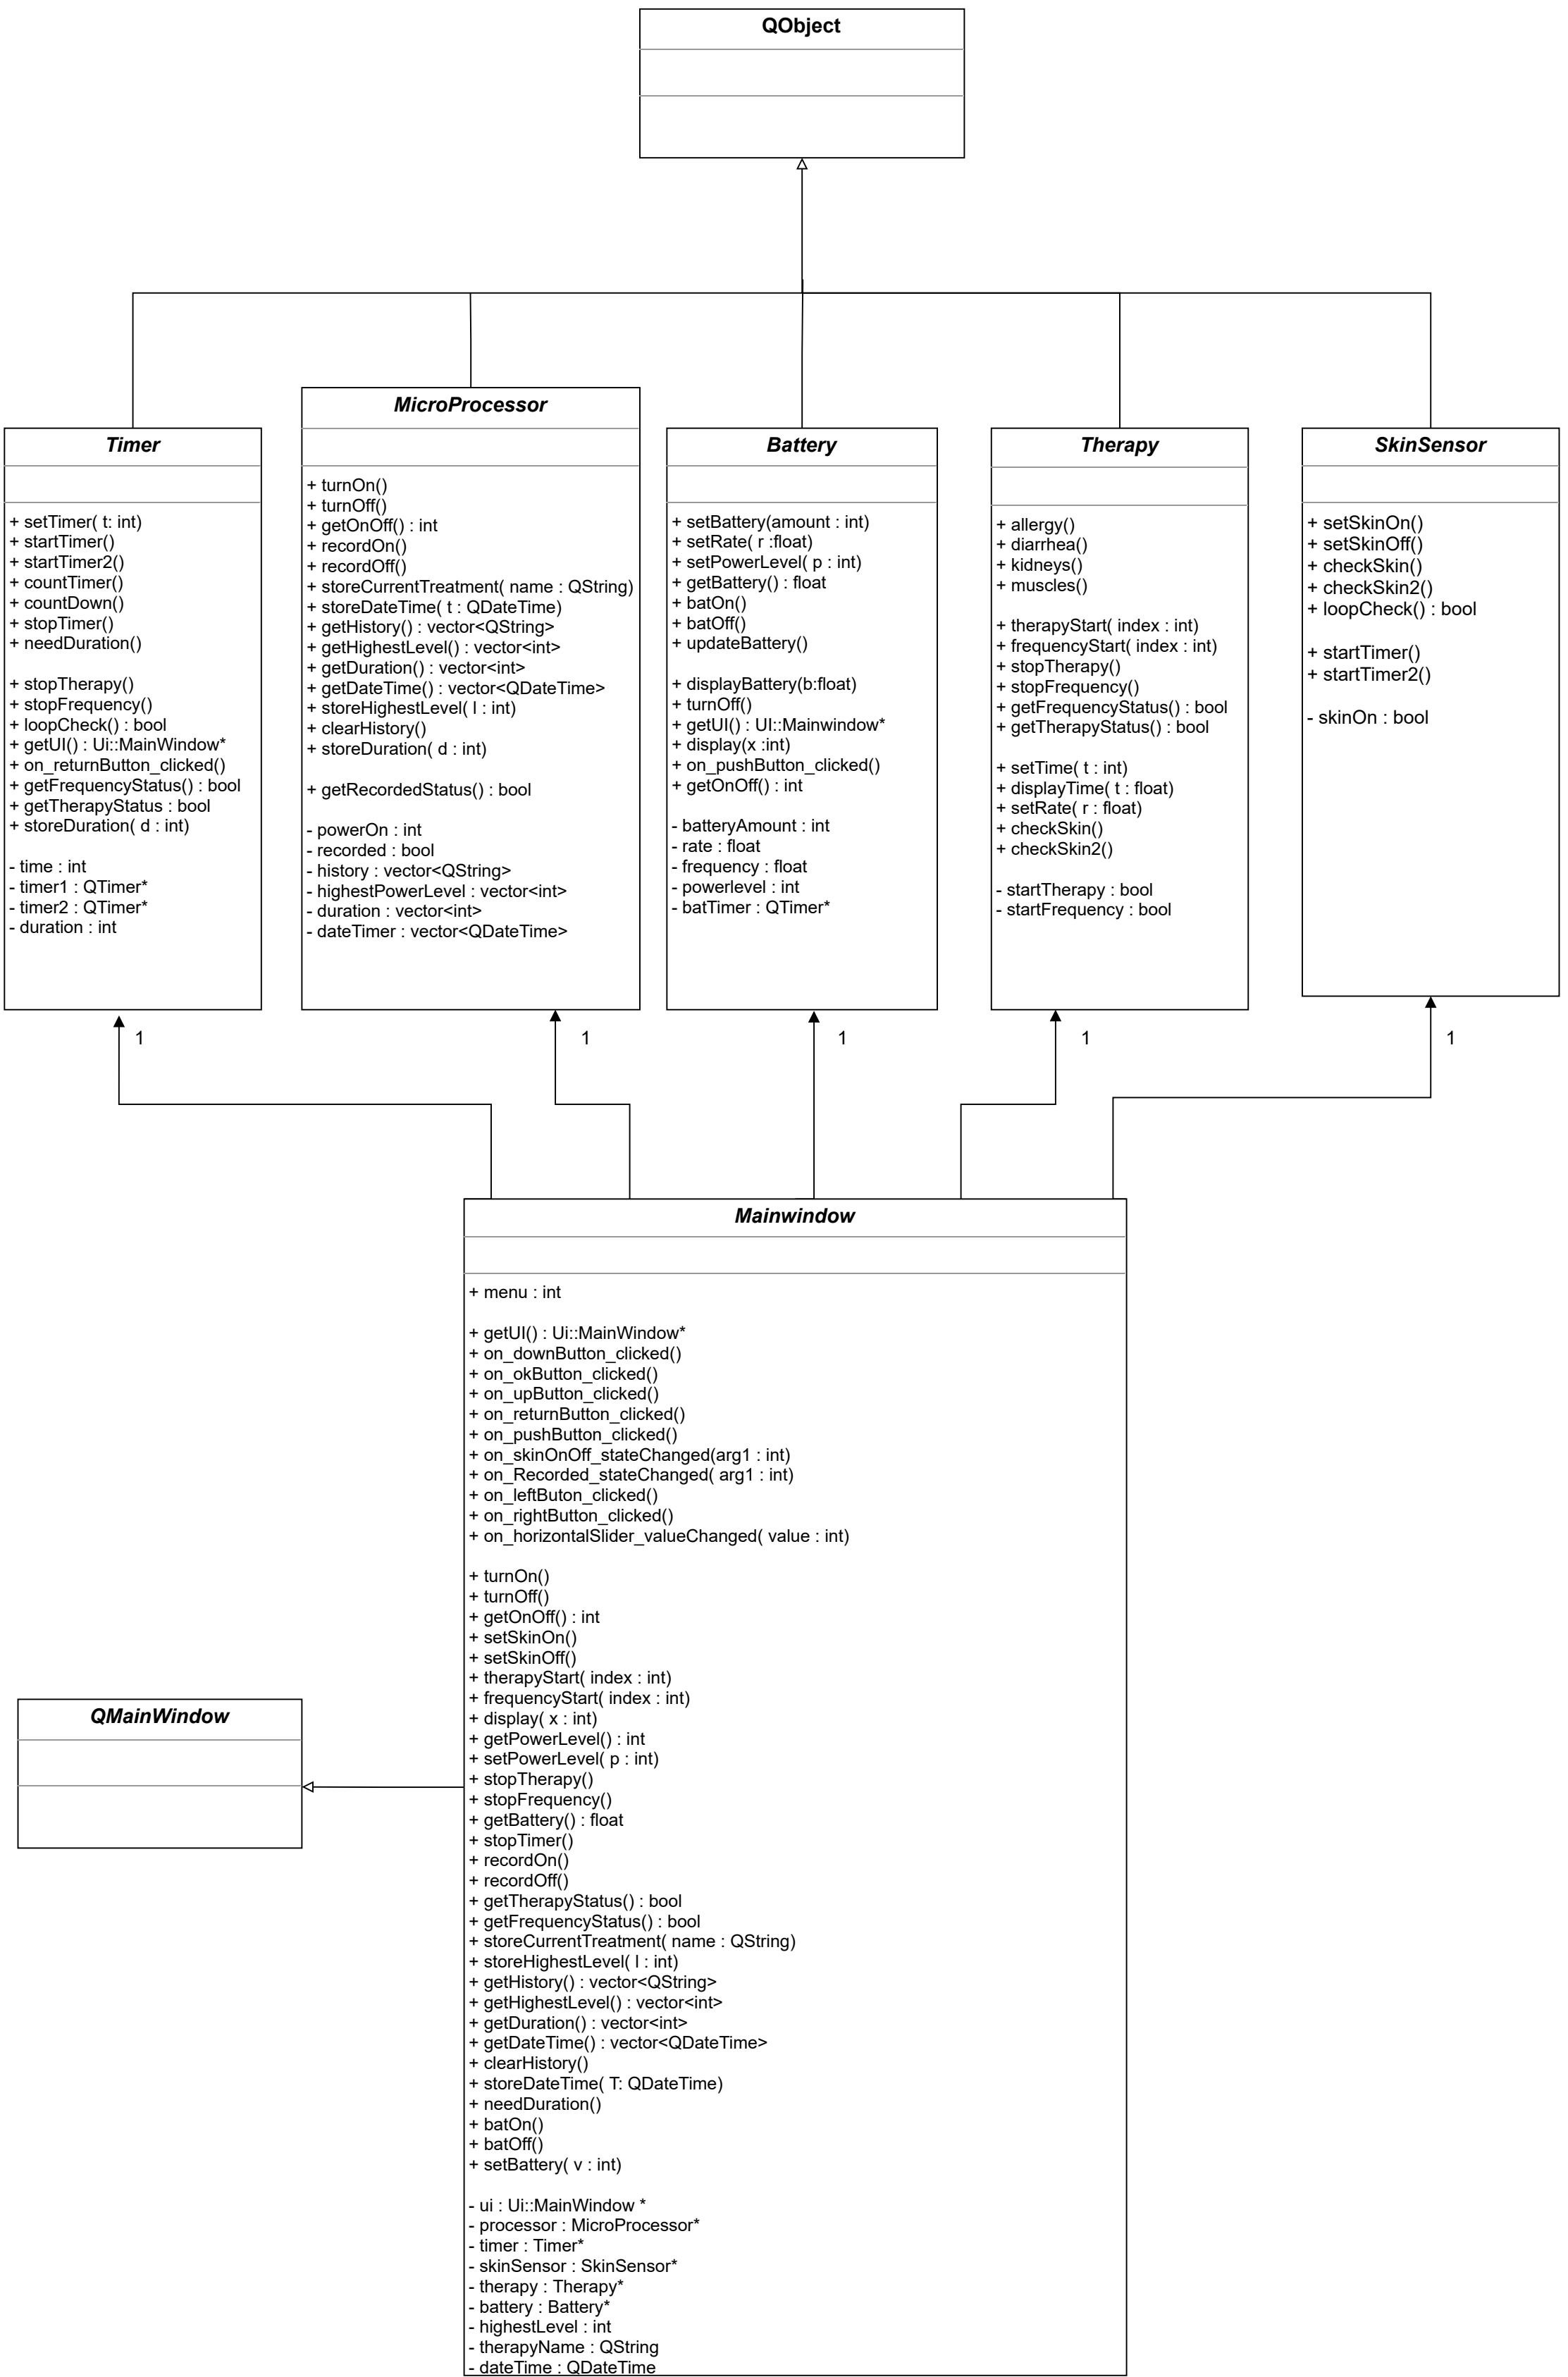 QObject
Timer
+ setTimer( t: int)
+ startTimer()
+ startTimer2()
+ countTimer()
+ countDown()
+ stopTimer()
+ needDuration()
+ stopTherapy()
+ stopFrequency()
+ loopCheck() : bool
+ getUI() : Ui::MainWindow*
+ on_returnButton_clicked()
+ getFrequencyStatus() : bool
+ getTherapyStatus : bool
+ storeDuration( d : int)
- time : int
- timer1 : QTimer*
- timer2 : QTimer*
- duration : int
MicroProcessor
+ turnOn()
+ turnOff()
+ getOnOff() : int
+ recordOn()
+ recordOff()
+ storeCurrentTreatment( name : QString)
+ storeDateTime( t : QDateTime)
+ getHistory() : vector<QString>
+ getHighestLevel() : vector<int>
+ getDuration() : vector<int>
+ getDateTime() : vector<QDateTime>
+ storeHighestLevel( l : int)
+ clearHistory()
+ storeDuration( d : int)
+ getRecordedStatus() : bool
- powerOn : int
- recorded : bool
- history : vector<QString>
- highestPowerLevel : vector<int>
- duration : vector<int>
- dateTimer : vector<QDateTime>
Battery
+ setBattery(amount : int)
+ setRate( r :float)
+ setPowerLevel( p : int)
+ getBattery() : float
+ batOn()
+ batOff()
+ updateBattery()
+ displayBattery(b:float)
+ turnOff()
+ getUI() : UI::Mainwindow*
+ display(x :int)
+ on_pushButton_clicked()
+ getOnOff() : int
- batteryAmount : int
- rate : float
- frequency : float
- powerlevel : int
- batTimer : QTimer*
Therapy
+ allergy()
+ diarrhea()
+ kidneys()
+ muscles()
+ therapyStart( index : int)
+ frequencyStart( index : int)
+ stopTherapy()
+ stopFrequency()
+ getFrequencyStatus() : bool
+ getTherapyStatus() : bool
+ setTime( t : int)
+ displayTime( t : float)
+ setRate( r : float)
+ checkSkin()
+ checkSkin2()
- startTherapy : bool
- startFrequency : bool
SkinSensor
+ setSkinOn()
+ setSkinOff()
+ checkSkin()
+ checkSkin2()
+ loopCheck() : bool
+ startTimer()
+ startTimer2()
- skinOn : bool
1
1
1
1
1
Mainwindow
+ menu : int
+ getUI() : Ui::MainWindow*
+ on_downButton_clicked()
+ on_okButton_clicked()
+ on_upButton_clicked()
+ on_returnButton_clicked()
+ on_pushButton_clicked()
+ on_skinOnOff_stateChanged(arg1 : int)
+ on_Recorded_stateChanged( arg1 : int)
+ on_leftButon_clicked()
+ on_rightButton_clicked()
+ on_horizontalSlider_valueChanged( value : int)
+ turnOn()
+ turnOff()
+ getOnOff() : int
+ setSkinOn()
+ setSkinOff()
+ therapyStart( index : int)
+ frequencyStart( index : int)
+ display( x : int)
+ getPowerLevel() : int
+ setPowerLevel( p : int)
+ stopTherapy()
+ stopFrequency()
+ getBattery() : float
+ stopTimer()
+ recordOn()
+ recordOff()
+ getTherapyStatus() : bool
+ getFrequencyStatus() : bool
+ storeCurrentTreatment( name : QString)
+ storeHighestLevel( l : int)
+ getHistory() : vector<QString>
+ getHighestLevel() : vector<int>
+ getDuration() : vector<int>
+ getDateTime() : vector<QDateTime>
+ clearHistory()
+ storeDateTime( T: QDateTime)
+ needDuration()
+ batOn()
+ batOff()
+ setBattery( v : int)
- ui : Ui::MainWindow *
- processor : MicroProcessor*
- timer : Timer*
- skinSensor : SkinSensor*
- therapy : Therapy*
- battery : Battery*
- highestLevel : int
- therapyName : QString
- dateTime : QDateTime
QMainWindow